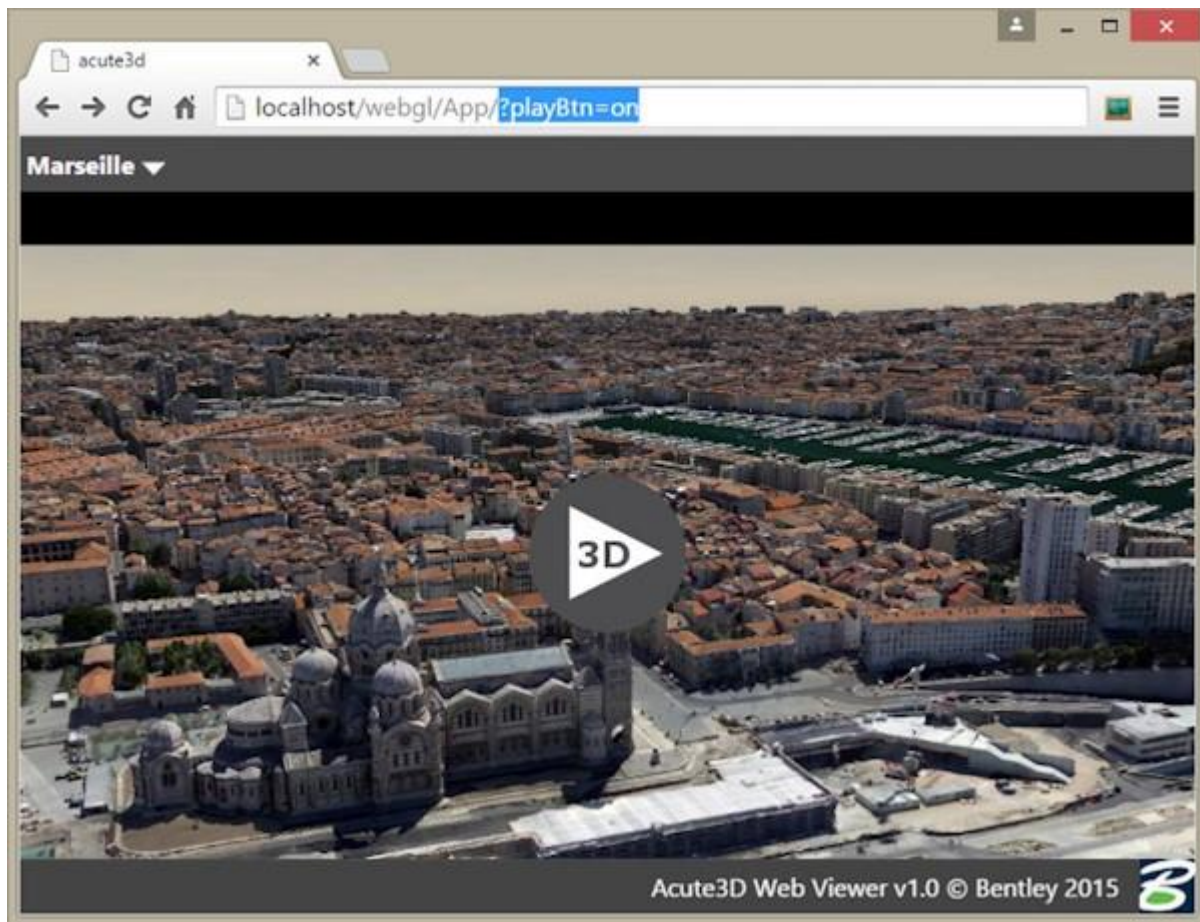 acute3d
localhost/webgl/App/?playBtn=on
Marseille
3D
Acute3D Web Viewer v1.0 © Bentley 2015